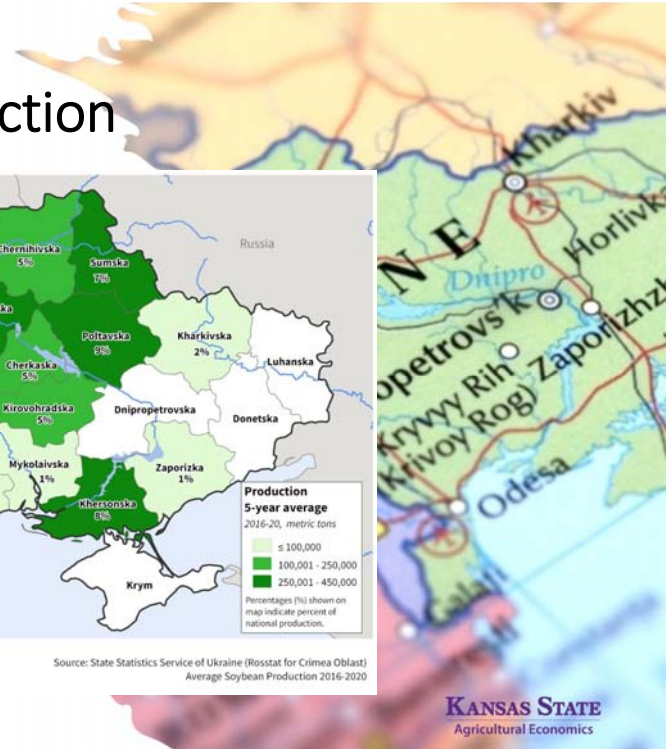 ction
Russia
Chernihivska
5%
Sumska
7%
ka
Poltavska
9%
Kharkivska
2%
Luhanska
Cherkaska
5%
Kirovohradska
5%
Dnipropetrovska
Donetska
Mykolaivska
1%
Zaporizka
1%
Khersonska
8%
Krym
Production
5-year average
2016-20, metric tons
≤ 100,000
100,001 - 250,000
250,001 - 450,000
Percentages (%) shown on
map indicate percent of
national production.
Source: State Statistics Service of Ukraine (Rosstat for Crimea Oblast)
Average Soybean Production 2016-2020
Kharkiv
N E
Horlivk
Dnipro
opetrovs'k
Zaporizhzh
Kryvyy Rih
Krivoy Rog)
Odesa
Galati
KANSAS STATE
Agricultural Economics